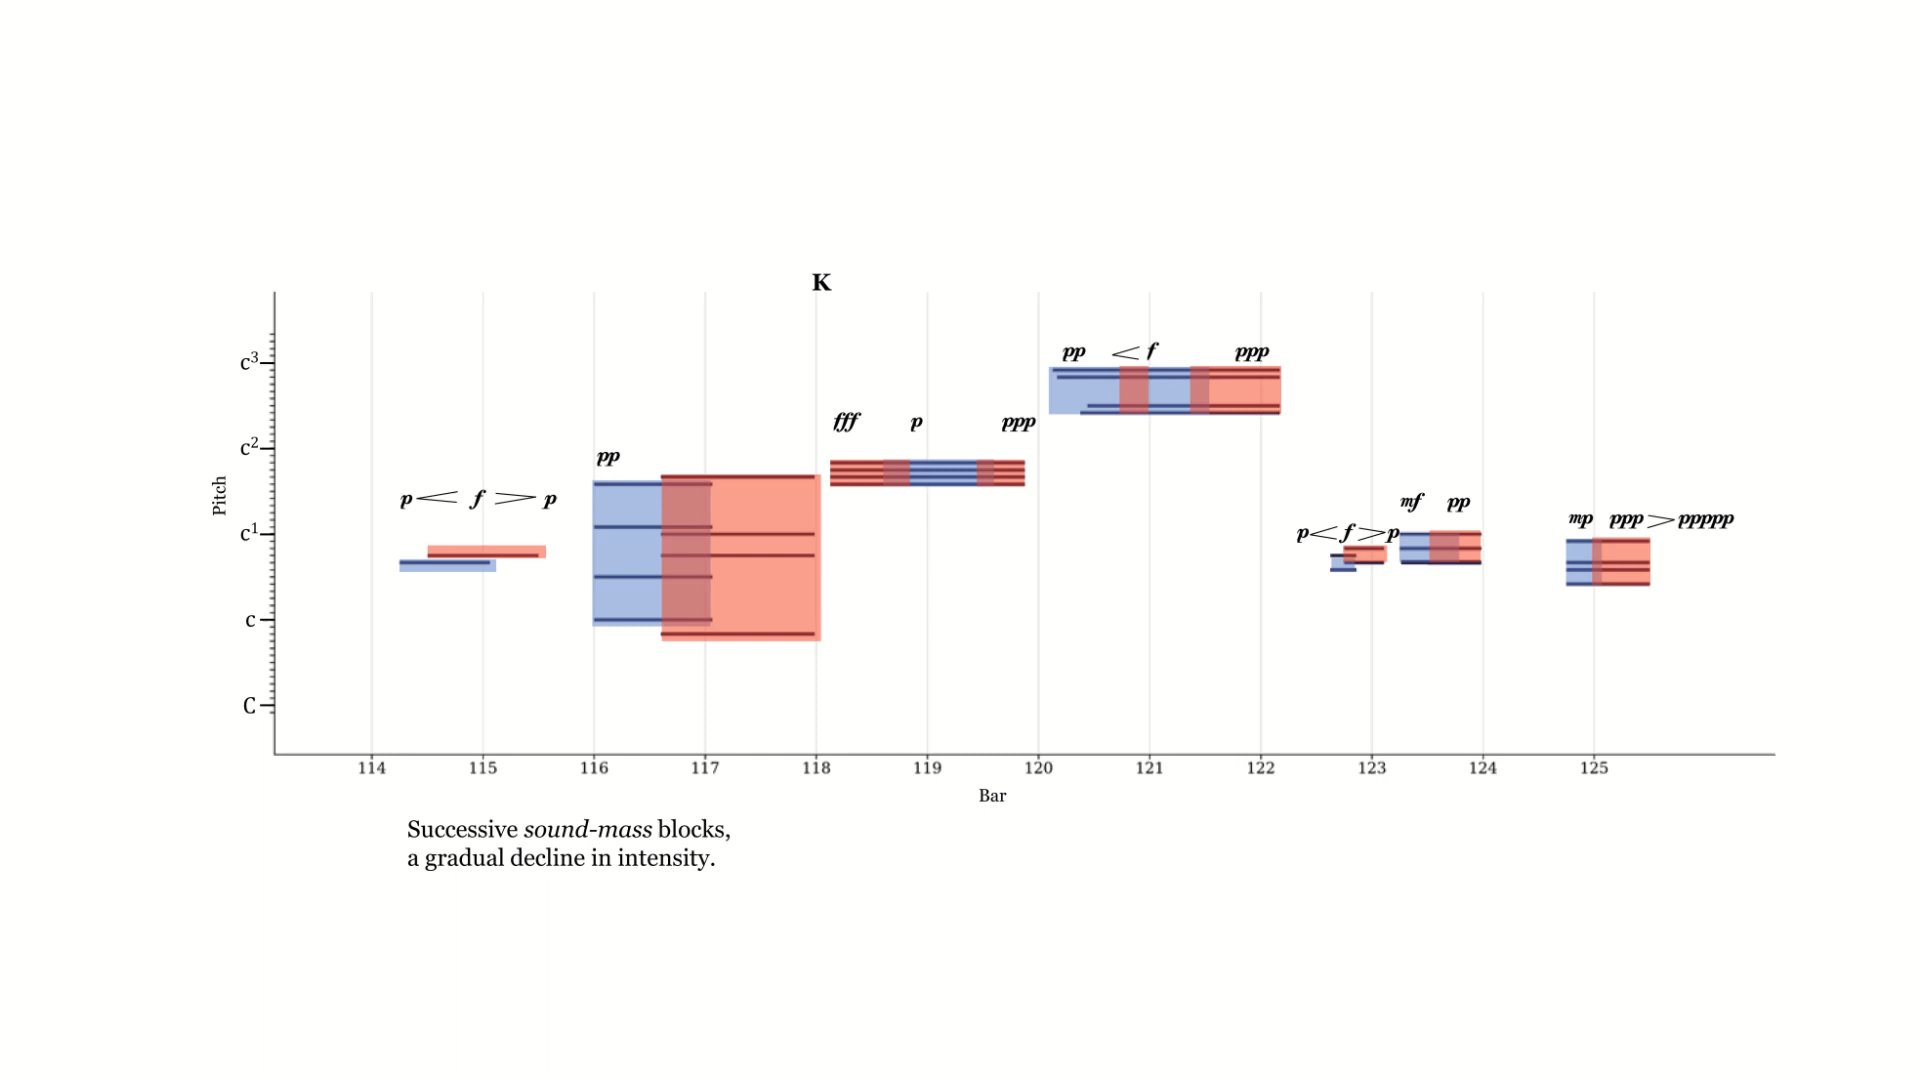 K
c³
pp < f ppp
fff p ppp
c²
pp
p < f > p
mf pp
mp ppp > ppppp
p < f > p
c¹
Pitch
c
C
114 115 116 117 118 119 120 121 122 123 124 125
Bar
Successive sound-mass blocks,
a gradual decline in intensity.